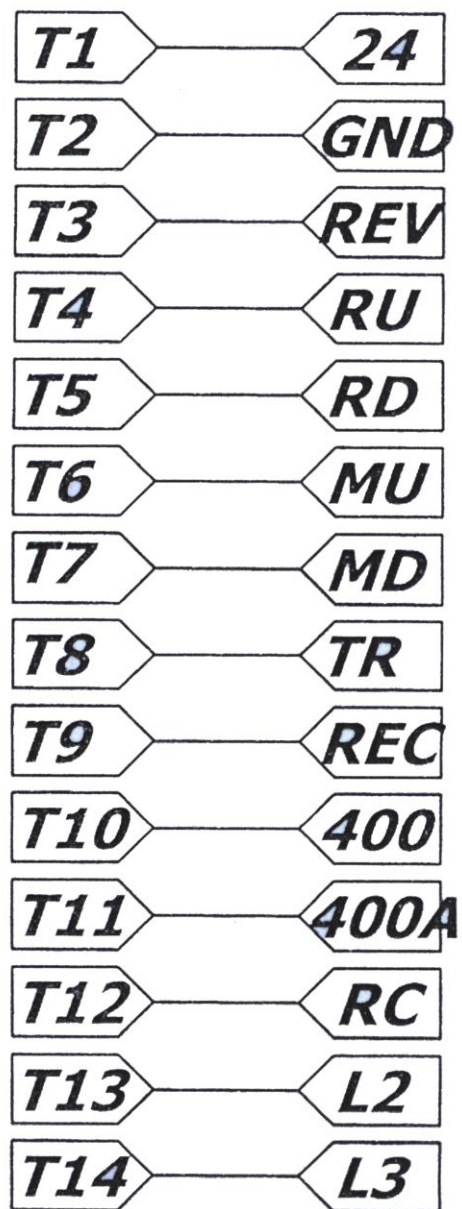 T1 24
T2 GND
T3 REV
T4 RU
T5 RD
T6 MU
T7 MD
T8 TR
T9 REC
T10 400
T11 400A
T12 RC
T13 L2
T14 L3